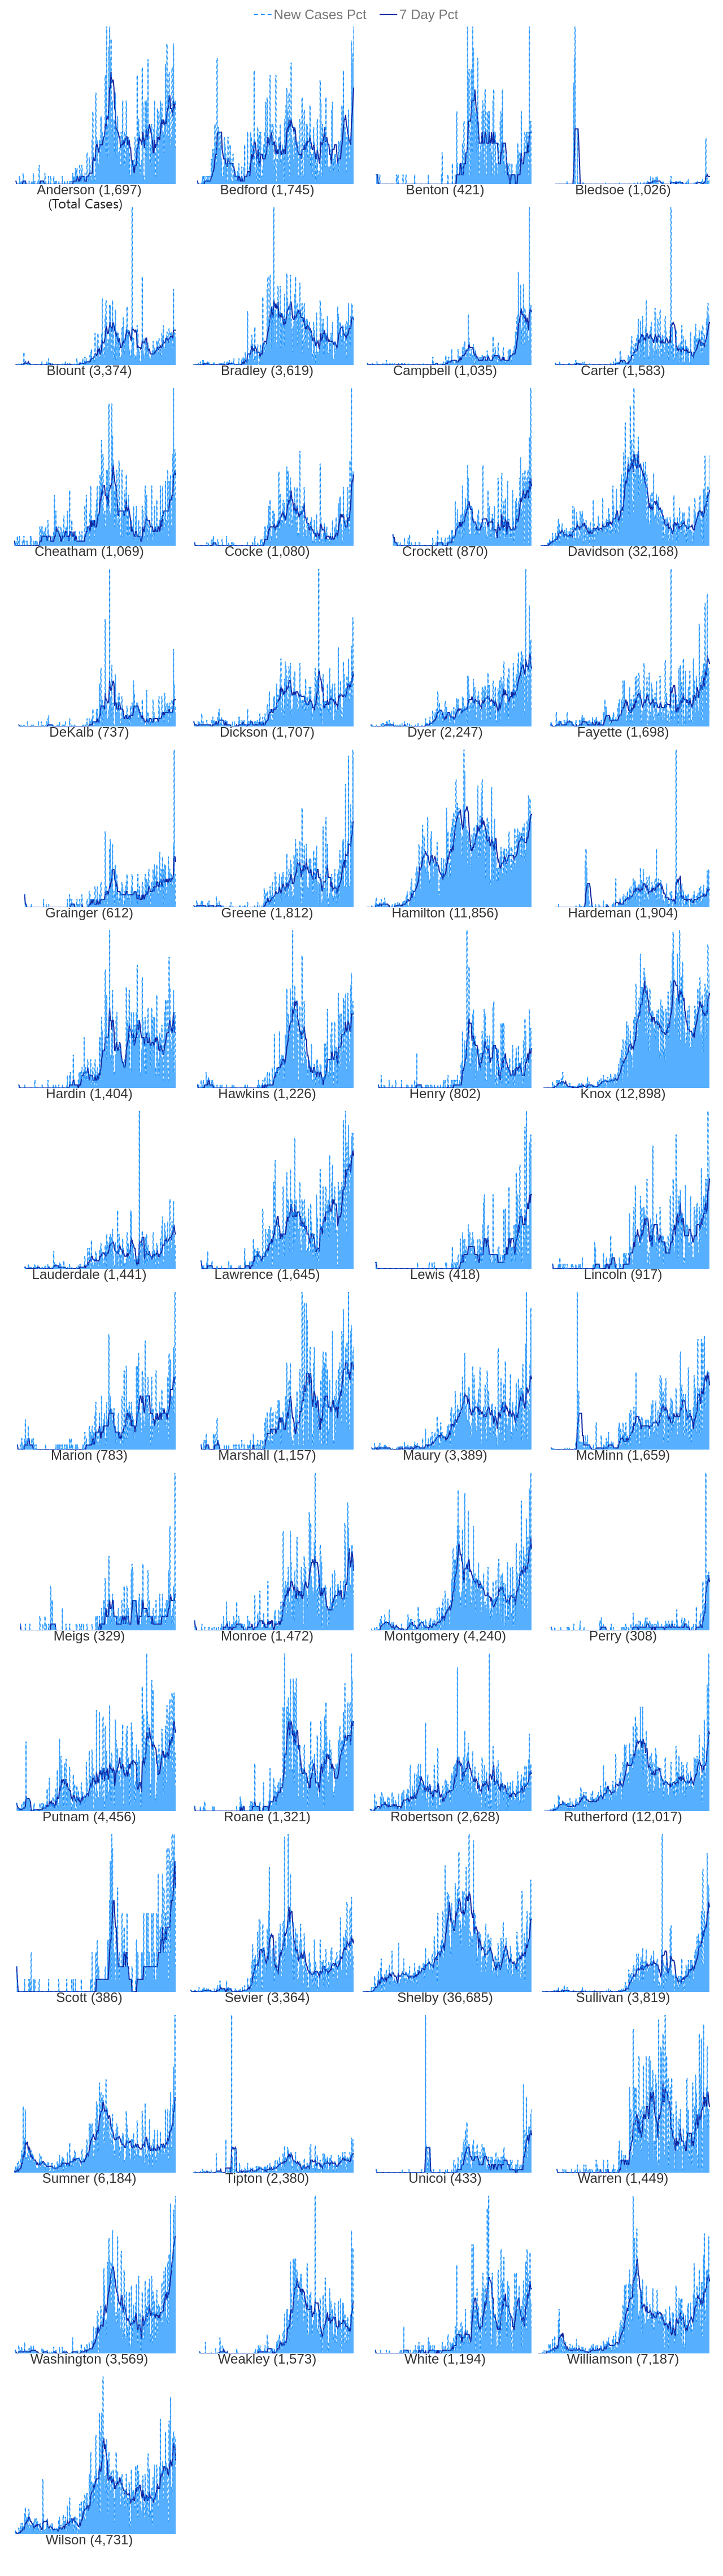 New Cases Pct 7 Day Pct
Anderson (1,697) Bedford (1,745) Benton (421) Bledsoe (1,026)
(Total Cases)
Blount (3,374) Bradley (3,619) Campbell (1,035) Carter (1,583)
Cheatham (1,069) Cocke (1,080) Crockett (870) Davidson (32,168)
DeKalb (737) Dickson (1,707) Dyer (2,247) Fayette (1,698)
Grainger (612) Greene (1,812) Hamilton (11,856) Hardeman (1,904)
Hardin (1,404) Hawkins (1,226) Henry (802) Knox (12,898)
Lauderdale (1,441) Lawrence (1,645) Lewis (418) Lincoln (917)
Marion (783) Marshall (1,157) Maury (3,389) McMinn (1,659)
Meigs (329) Monroe (1,472) Montgomery (4,240) Perry (308)
Putnam (4,456) Roane (1,321) Robertson (2,628) Rutherford (12,017)
Scott (386) Sevier (3,364) Shelby (36,685) Sullivan (3,819)
Sumner (6,184) Tipton (2,380) Unicoi (433) Warren (1,449)
Washington (3,569) Weakley (1,573) White (1,194) Williamson (7,187)
Wilson (4,731)